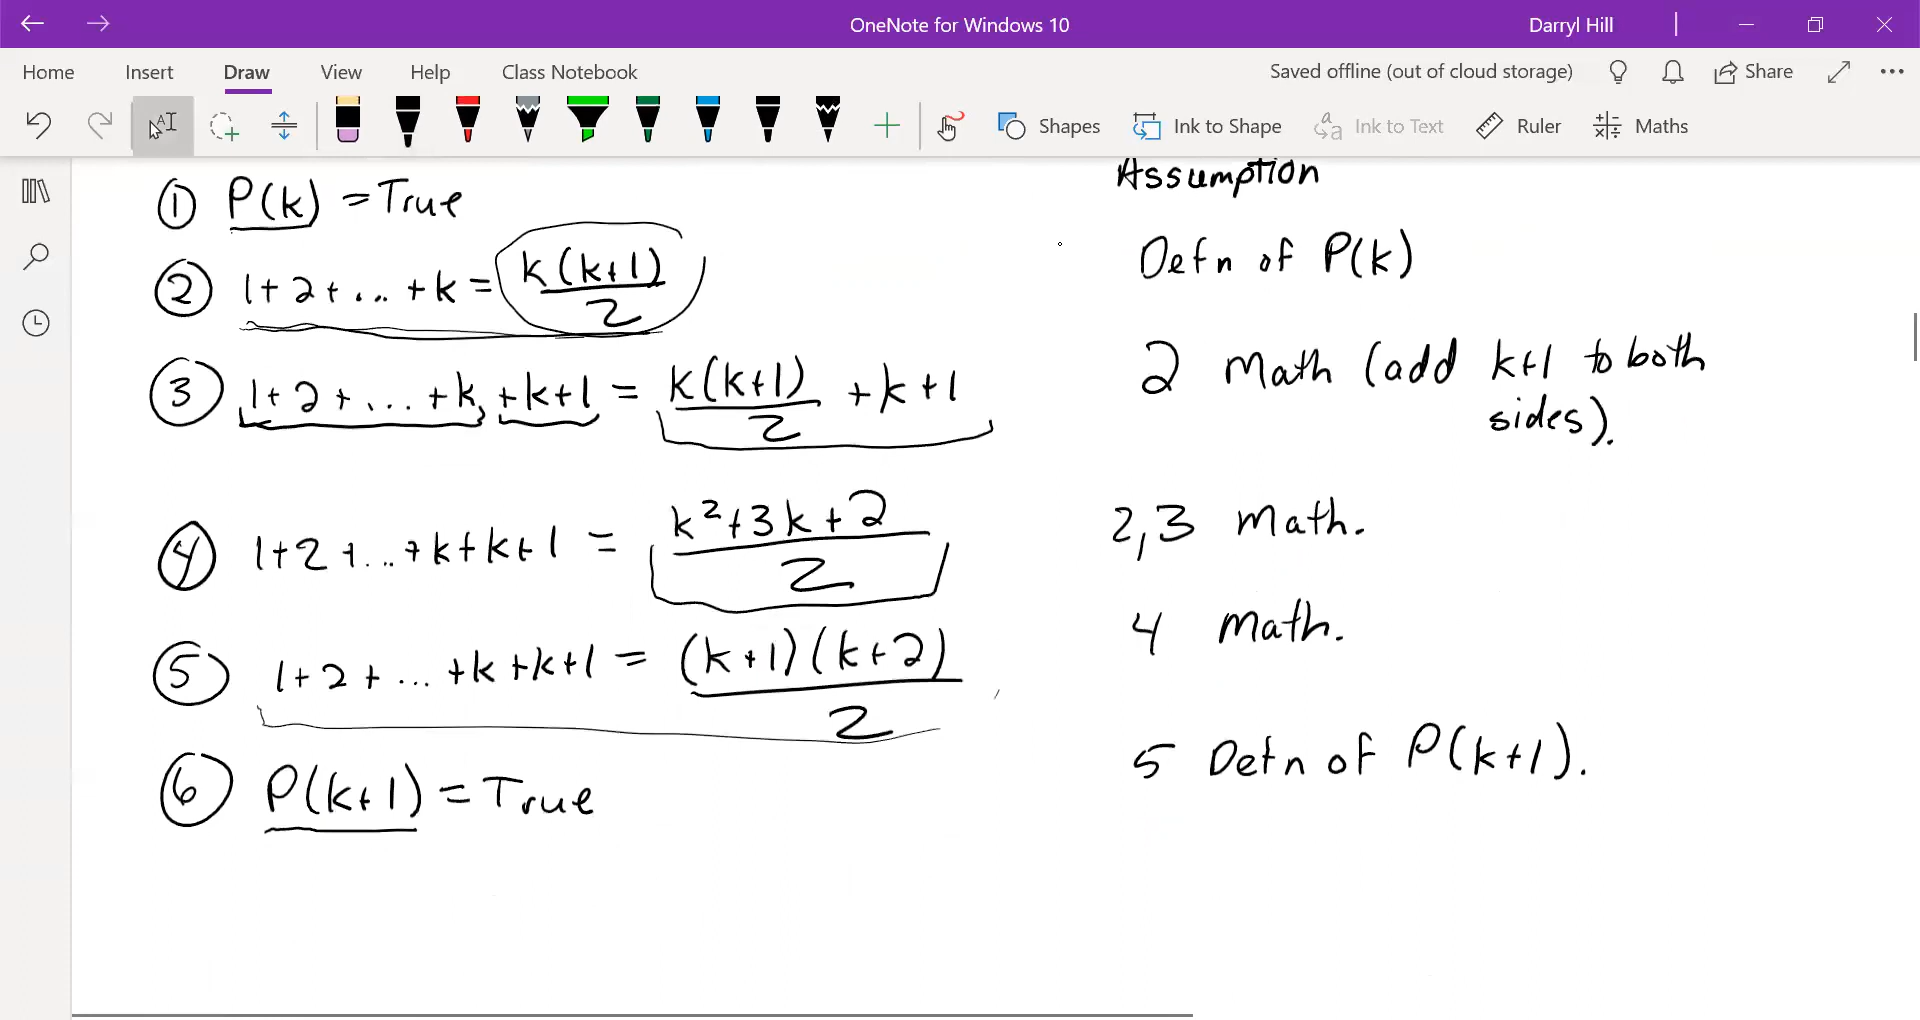 OneNote for Windows 10
Darryl Hill
Home Insert Draw View Help Class Notebook
Saved offline (out of cloud storage)
Share
Shapes Ink to Shape Ink to Text Ruler Maths
Assumption
① P(k) = True
② 1+2+...+k = k(k+1)/2
Defn of P(k)
③ 1+2+...+k+k+1 = k(k+1)/2 +k+1
2 Math (add k+1 to both
sides).
④ 1+2+...+k+k+1 = k²+3k+2/2
2,3 Math.
⑤ 1+2+...+k+k+1 = (k+1)(k+2)/2
4 Math.
⑥ P(k+1) = True
5 Defn of P(k+1).